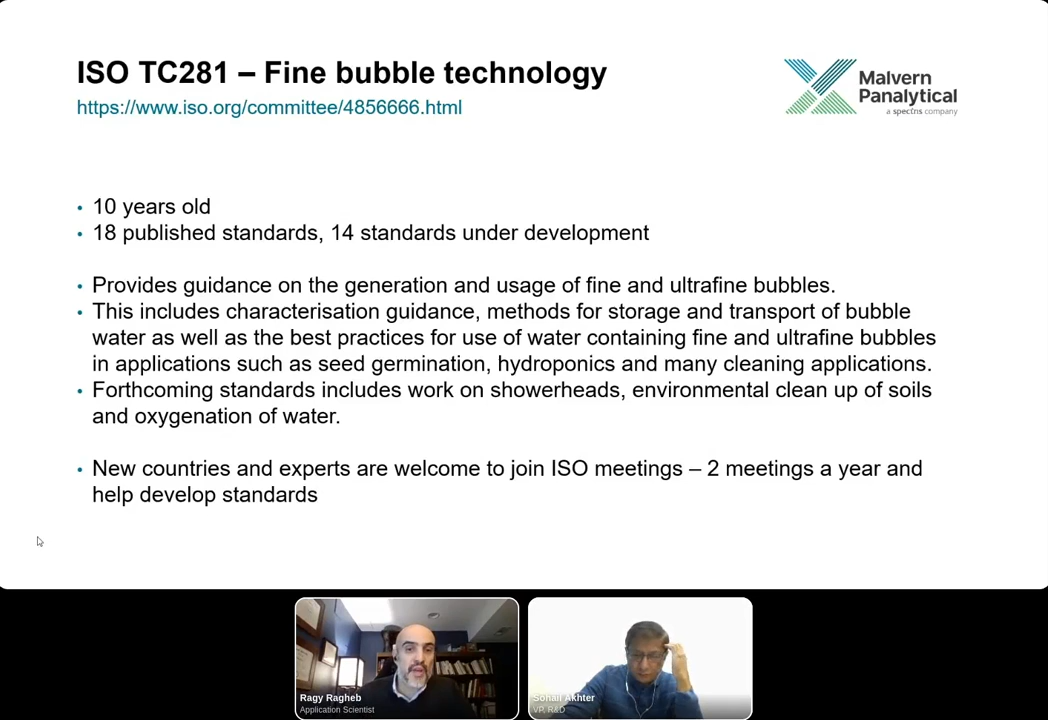 ISO TC281 – Fine bubble technology
https://www.iso.org/committee/4856666.html
Malvern
Panalytical
a spectris company
• 10 years old
• 18 published standards, 14 standards under development
• Provides guidance on the generation and usage of fine and ultrafine bubbles.
• This includes characterisation guidance, methods for storage and transport of bubble
water as well as the best practices for use of water containing fine and ultrafine bubbles
in applications such as seed germination, hydroponics and many cleaning applications.
• Forthcoming standards includes work on showerheads, environmental clean up of soils
and oxygenation of water.
• New countries and experts are welcome to join ISO meetings – 2 meetings a year and
help develop standards
Ragy Ragheb
Application Scientist
Sohail Akhter
VP, R&D